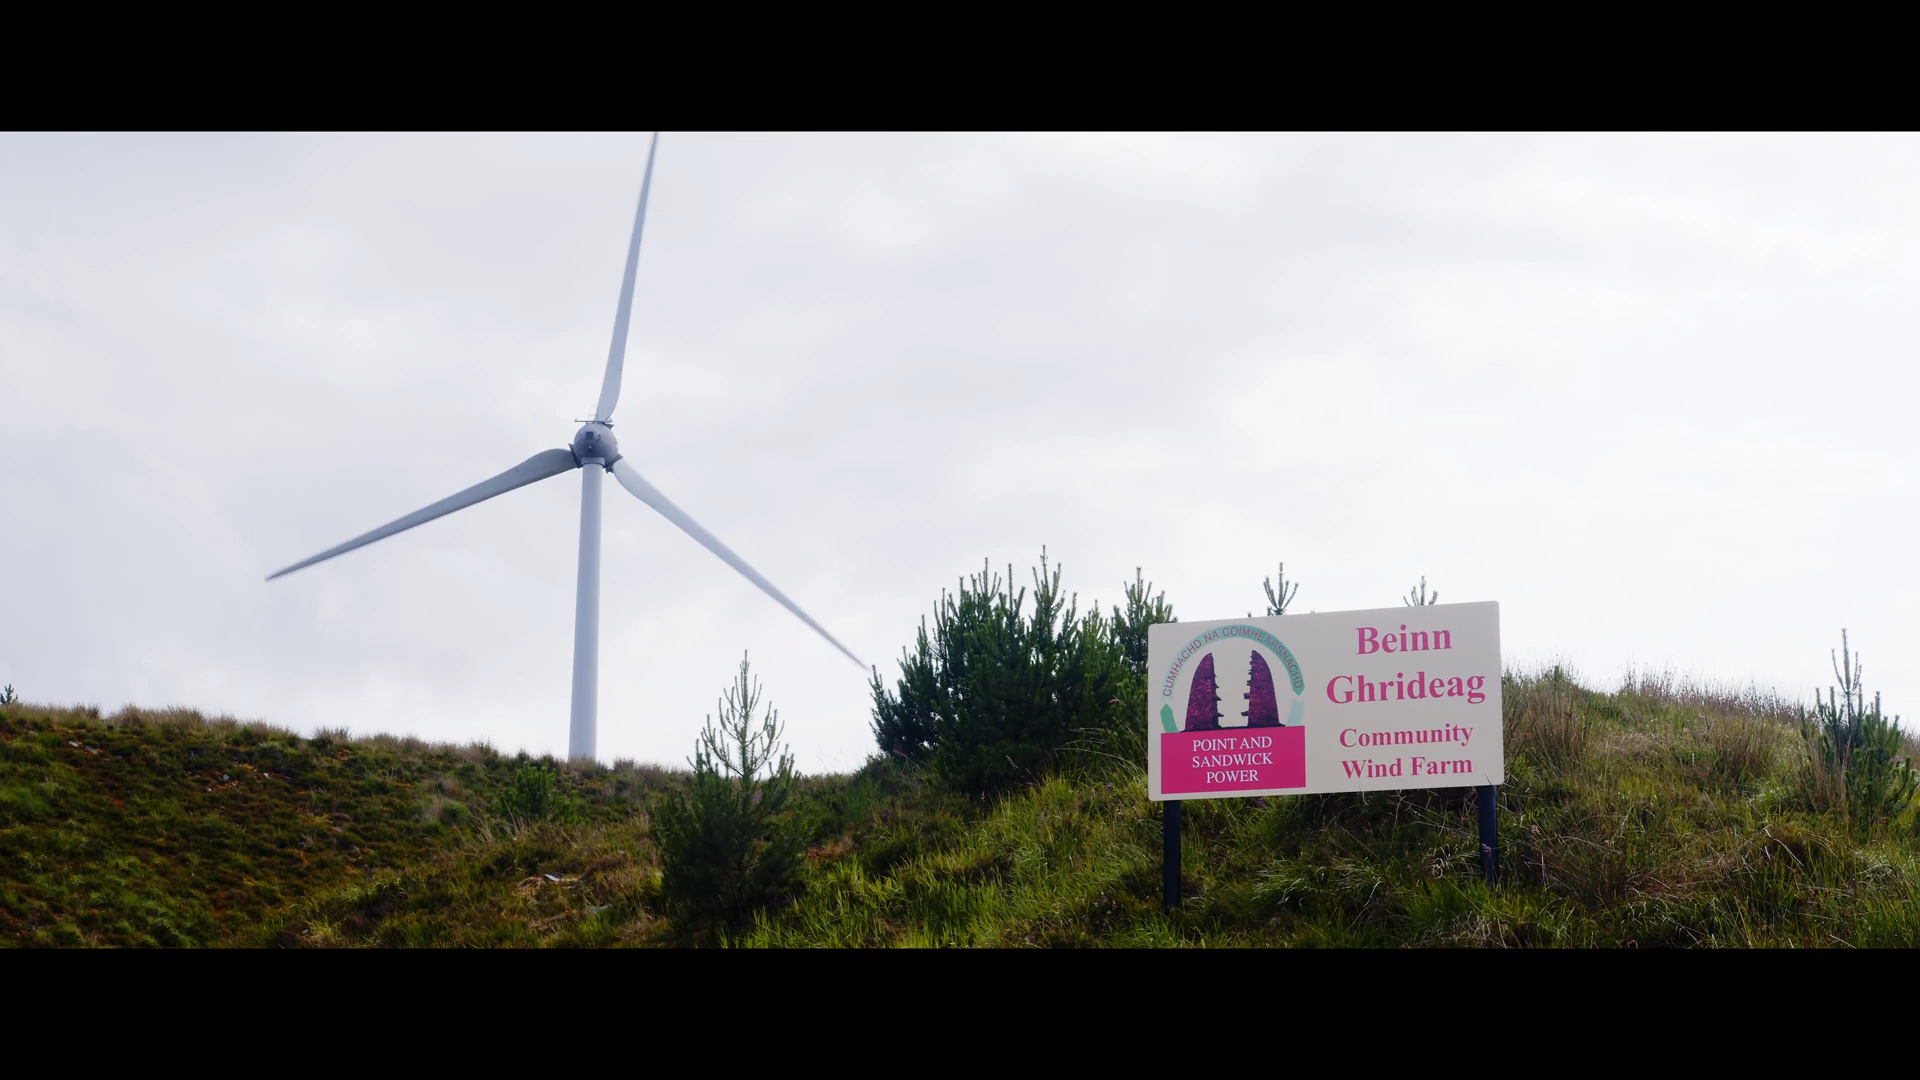 CUMHACHD NA COIMHEARSNACHD
POINT AND
SANDWICK
POWER
Beinn
Ghrideag
Community
Wind Farm